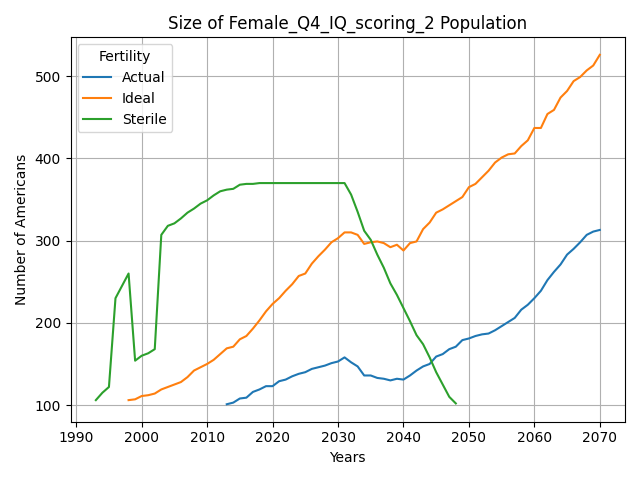 Size of Female_Q4_IQ_scoring_2 Population
Fertility
Actual
Ideal
Sterile
Number of Americans
500
400
300
200
100
1990
2000
2010
2020
2030
2040
2050
2060
2070
Years